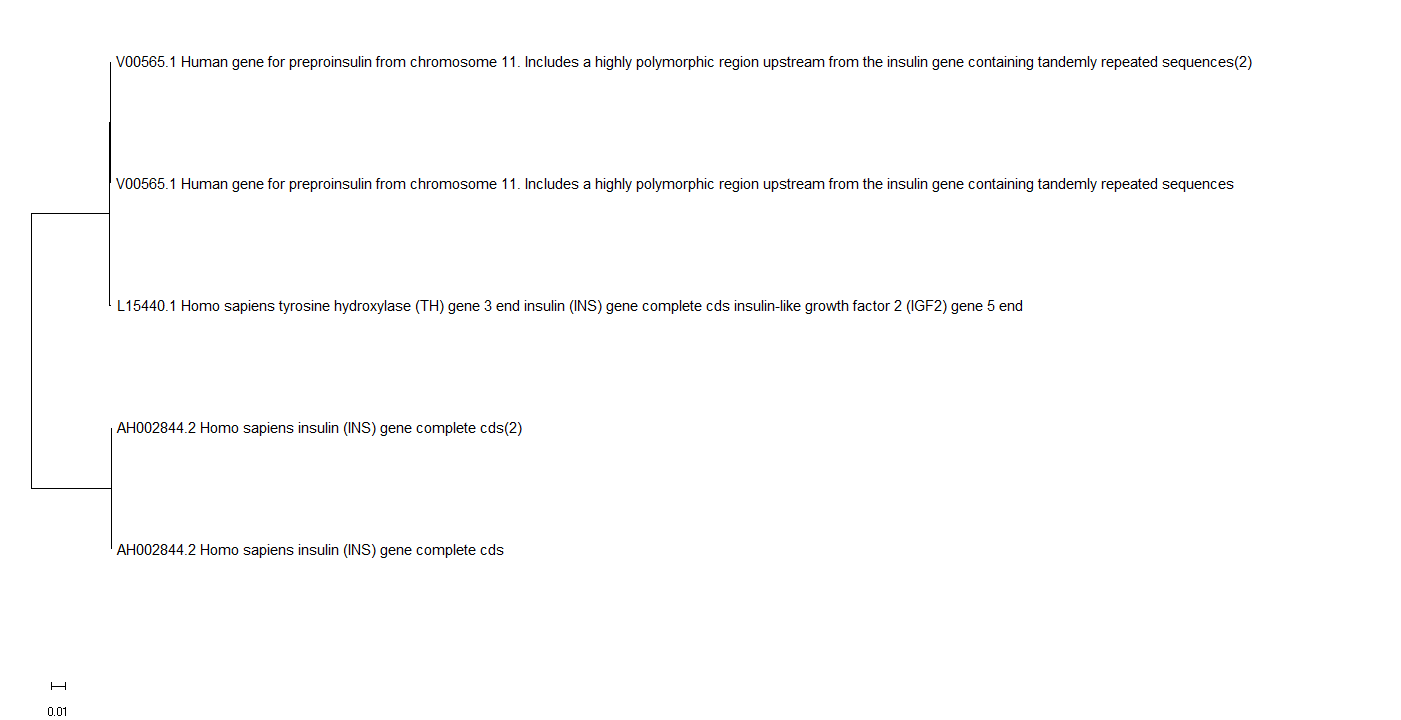 V00565.1 Human gene for preproinsulin from chromosome 11. Includes a highly polymorphic region upstream from the insulin gene containing tandemly repeated sequences(2)
V00565.1 Human gene for preproinsulin from chromosome 11. Includes a highly polymorphic region upstream from the insulin gene containing tandemly repeated sequences
L15440.1 Homo sapiens tyrosine hydroxylase (TH) gene 3 end insulin (INS) gene complete cds insulin-like growth factor 2 (IGF2) gene 5 end
AH002844.2 Homo sapiens insulin (INS) gene complete cds(2)
AH002844.2 Homo sapiens insulin (INS) gene complete cds
0.01